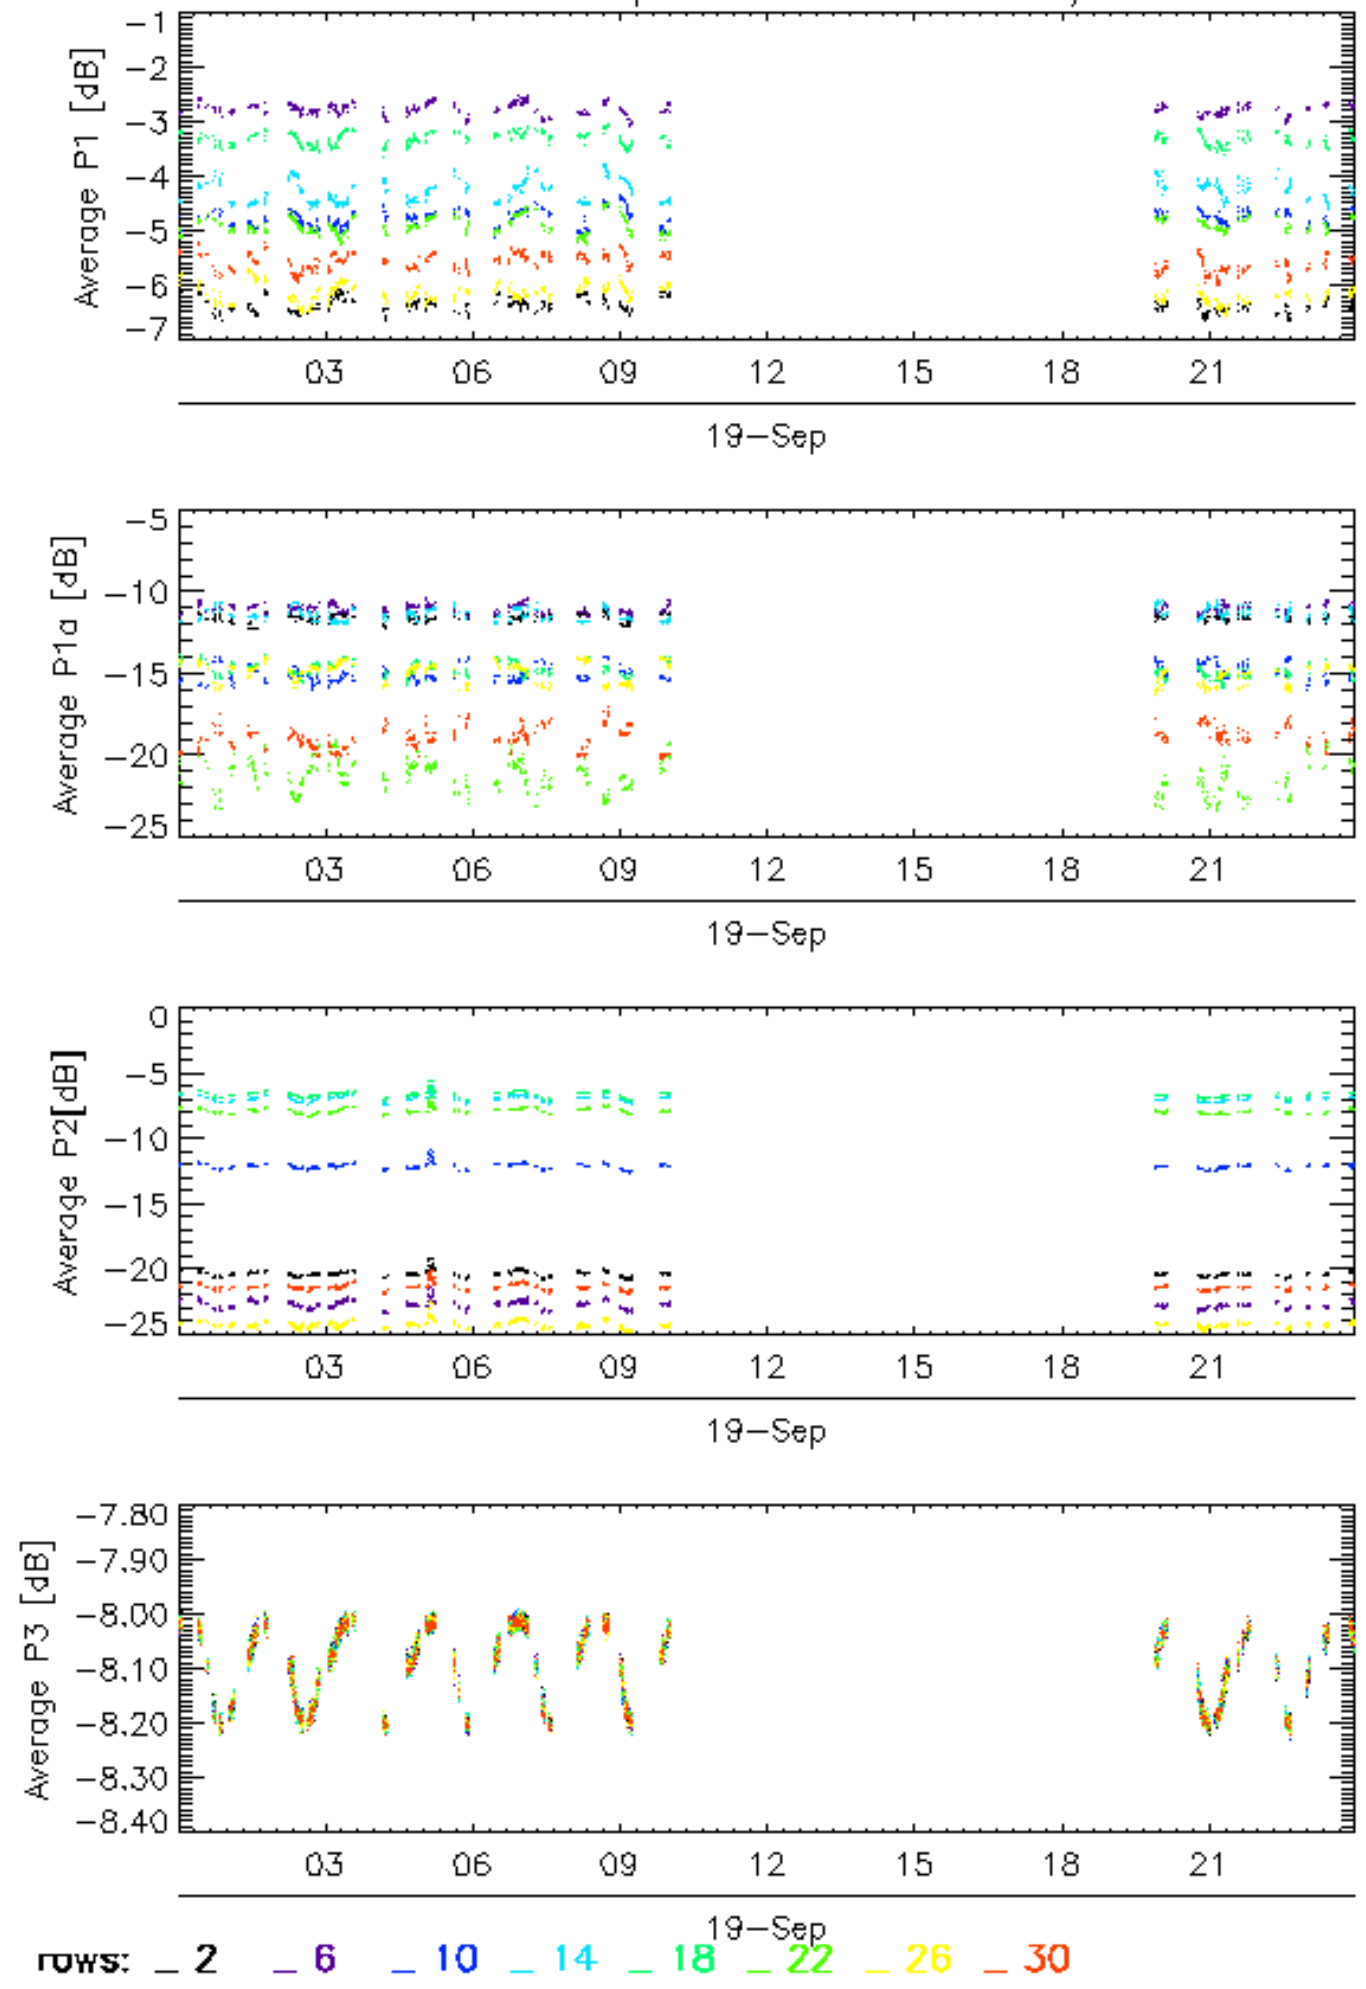 Average P1 [dB]
-1
-2
-3
-4
-5
-6
-7
03 06 09 12 15 18 21
19-Sep
Average P1a [dB]
-5
-10
-15
-20
-25
03 06 09 12 15 18 21
19-Sep
Average P2[dB]
0
-5
-10
-15
-20
-25
03 06 09 12 15 18 21
19-Sep
Average P3 [dB]
-7.80
-7.90
-8.00
-8.10
-8.20
-8.30
-8.40
03 06 09 12 15 18 21
19-Sep
rows: _ 2 _ 6 _ 10 _ 14 _ 18 _ 22 _ 26 _ 30